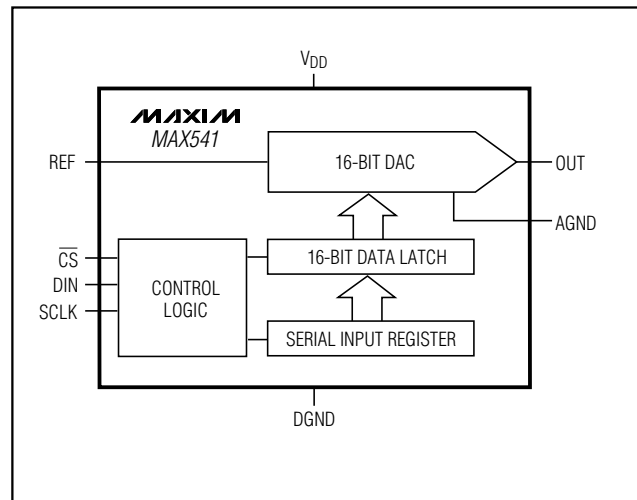 VDD
MAXIM
MAX541
REF
16-BIT DAC
OUT
AGND
CS
16-BIT DATA LATCH
DIN
CONTROL
LOGIC
SCLK
SERIAL INPUT REGISTER
DGND